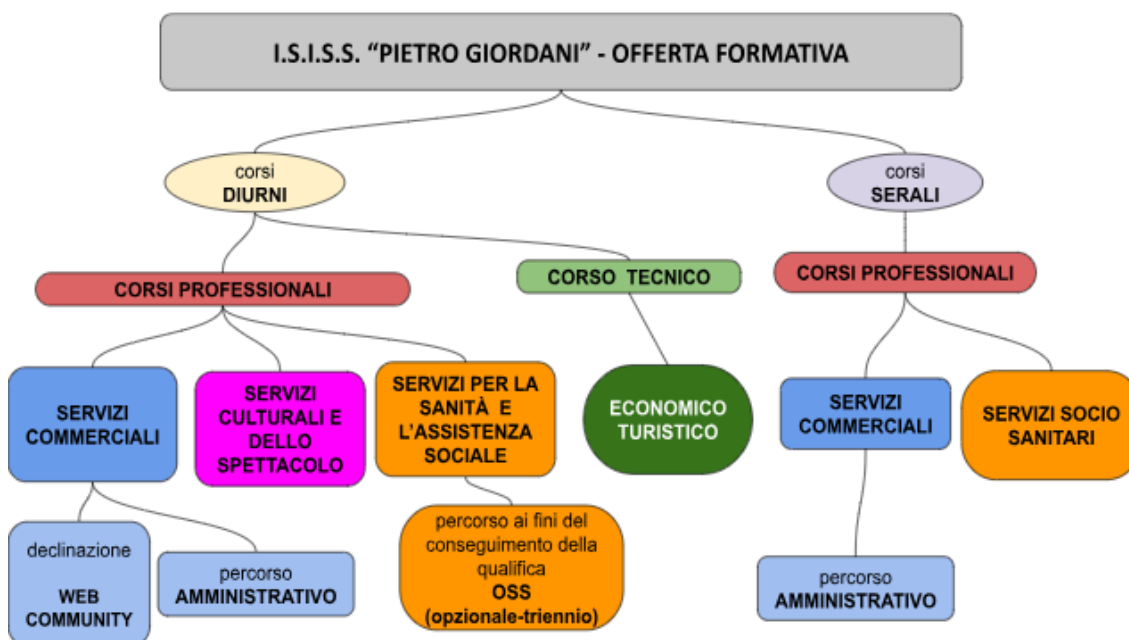 I.S.I.S.S. “PIETRO GIORDANI” - OFFERTA FORMATIVA
corsi
DIURNI
corsi
SERALI
CORSI PROFESSIONALI
CORSO TECNICO
CORSI PROFESSIONALI
SERVIZI
COMMERCIALI
SERVIZI
CULTURALI E
DELLO
SPETTACOLO
SERVIZI PER LA
SANITÀ E
L’ASSISTENZA
SOCIALE
ECONOMICO
TURISTICO
SERVIZI
COMMERCIALI
SERVIZI SOCIO
SANITARI
declinazione
WEB
COMMUNITY
percorso
AMMINISTRATIVO
percorso ai fini del
conseguimento della
qualifica
OSS
(opzionale-triennio)
percorso
AMMINISTRATIVO